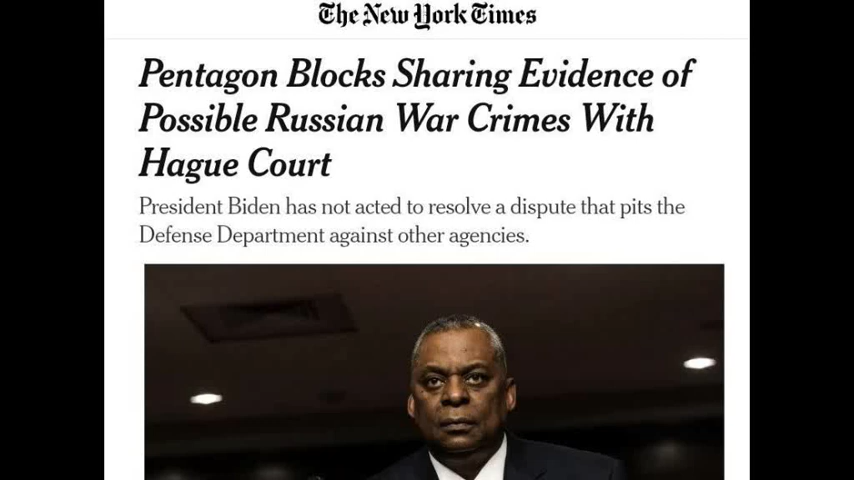 The New York Times
Pentagon Blocks Sharing Evidence of
Possible Russian War Crimes With
Hague Court
President Biden has not acted to resolve a dispute that pits the
Defense Department against other agencies.